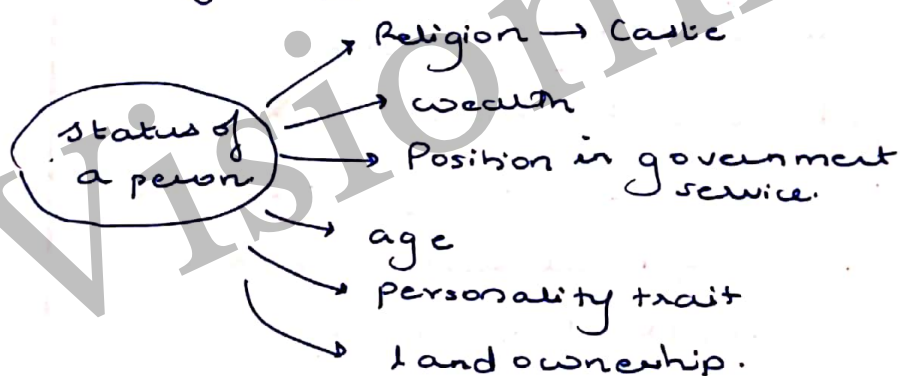 Religion → Caste
wealth
status of
a person.
Position in government
service.
age
personality trait
land ownership.